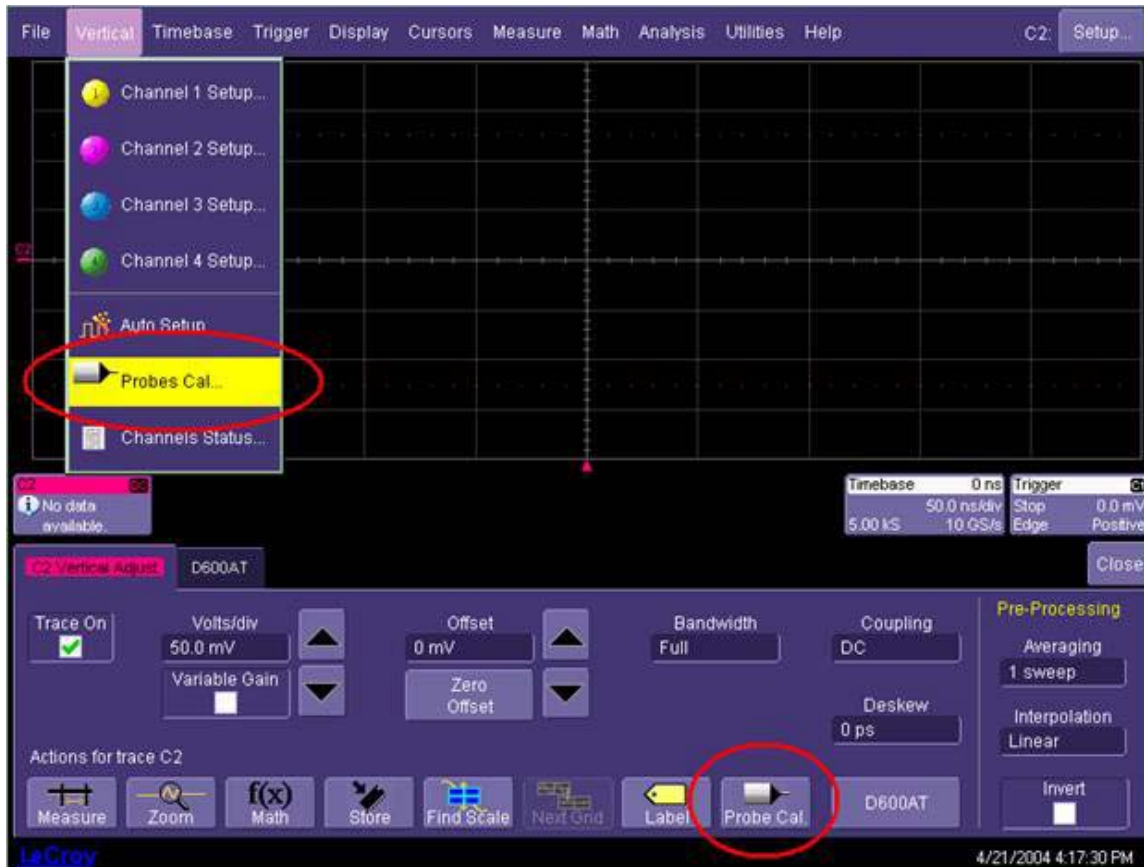 File Vertical Timebase Trigger Display Cursors Measure Math Analysis Utilities Help C2: Setup...
1 Channel 1 Setup...
Channel 2 Setup...
Channel 3 Setup...
Channel 4 Setup...
Auto Setup
Probes Cal...
Channels Status...
C2
C2
No data
available.
Timebase 0 ns
50.0 ns/div
5.00 kS 10 GS/s
Trigger C1
Stop 0.0 mV
Edge Positive
C2 Vertical Adjust D600AT Close
Trace On
Volts/div
50.0 mV
Variable Gain
Offset
0 mV
Zero
Offset
Bandwidth
Full
Coupling
DC
Deskew
0 ps
Pre-Processing
Averaging
1 sweep
Interpolation
Linear
Invert
Actions for trace C2
Measure
Zoom
f(x)
Math
Store
Find Scale
Next Grid
Label
Probe Cal.
D600AT
LeCroy
4/21/2004 4:17:30 PM